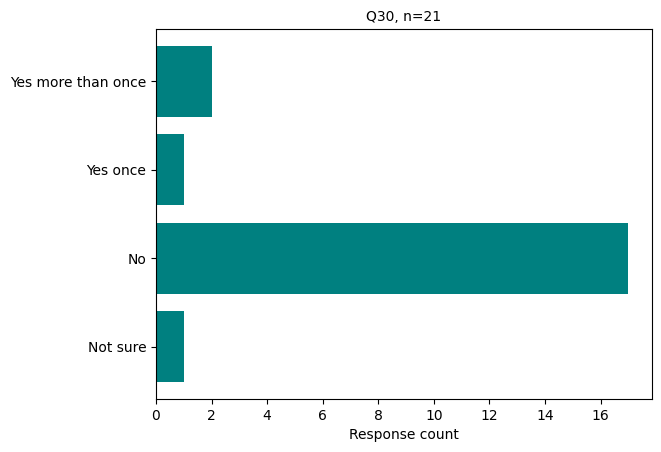 Q30, n=21
Yes more than once
Yes once
No
Not sure
0 2 4 6 8 10 12 14 16
Response count